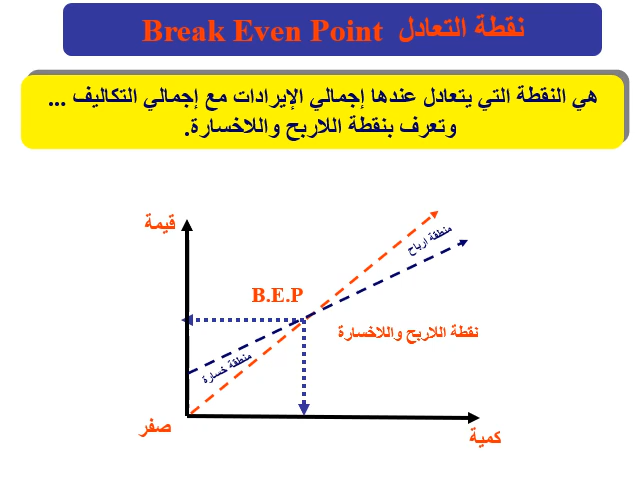 نقطة التعادل Break Even Point
هي النقطة التي يتعادل عندها إجمالي الإيرادات مع إجمالي التكاليف ...
وتعرف بنقطة اللاربح واللاخسارة.
قيمة
منطقة ارباح
B.E.P
نقطة اللاربح واللاخسارة
منطقة خسارة
صفر
كمية